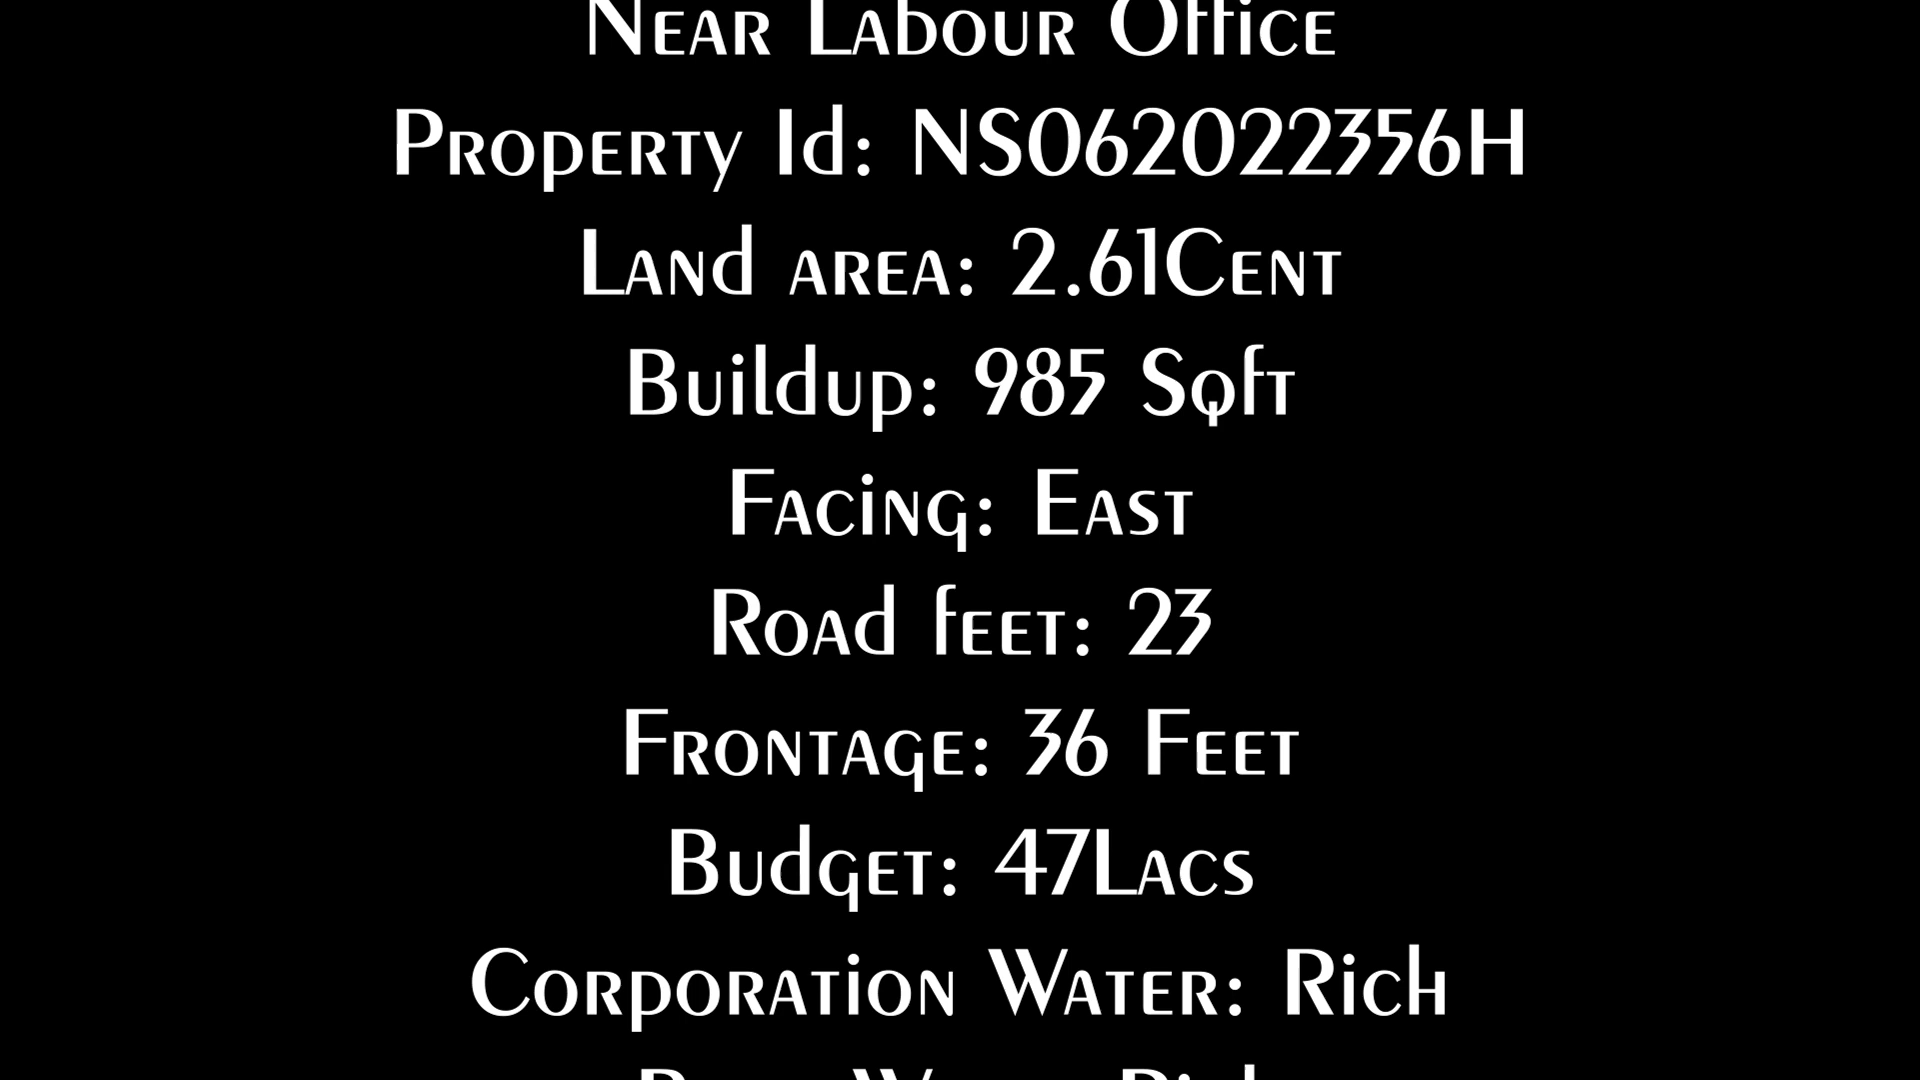 Near Labour Office
Property Id: NS062022356H
Land area: 2.61Cent
Buildup: 985 Sqft
Facing: East
Road feet: 23
Frontage: 36 Feet
Budget: 47Lacs
Corporation Water: Rich